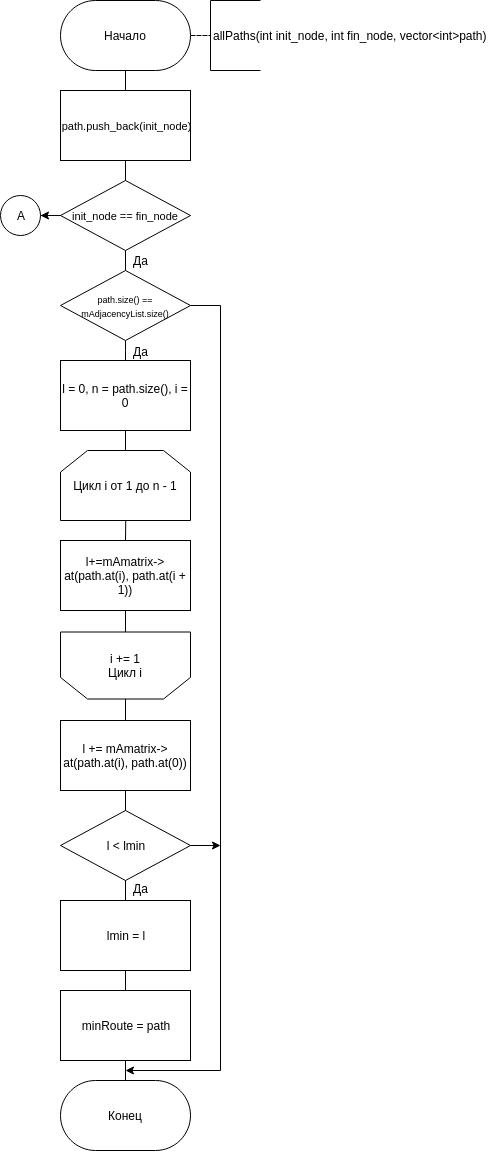 Начало
allPaths(int init_node, int fin_node, vector<int>path)
path.push_back(init_node)
A
init_node == fin_node
Да
path.size() ==
mAdjacencyList.size()
Да
l = 0, n = path.size(), i =
0
Цикл i от 1 до n - 1
l+=mAmatrix->
at(path.at(i), path.at(i +
1))
i += 1
Цикл i
l += mAmatrix->
at(path.at(i), path.at(0))
l < lmin
Да
lmin = l
minRoute = path
Конец